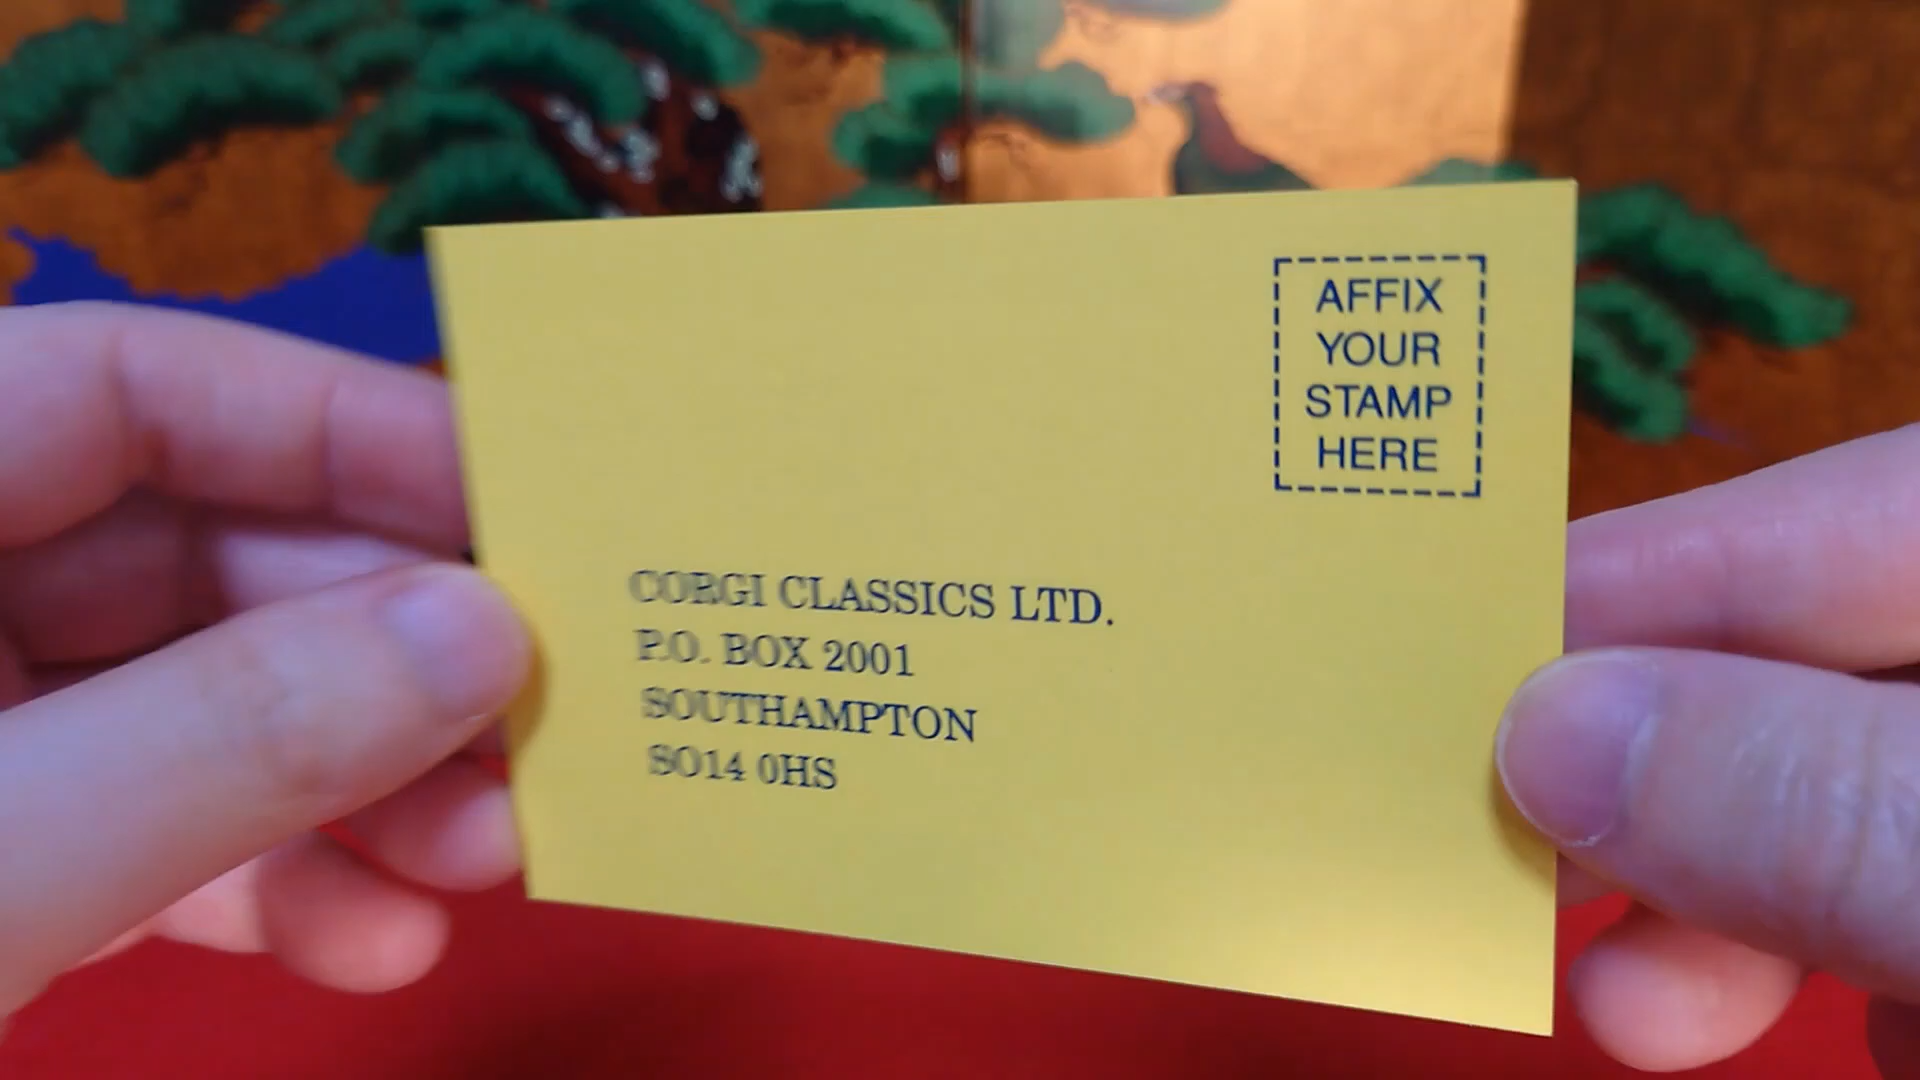 AFFIX
YOUR
STAMP
HERE
CORGI CLASSICS LTD.
P.O. BOX 2001
SOUTHAMPTON
SO14 0HS